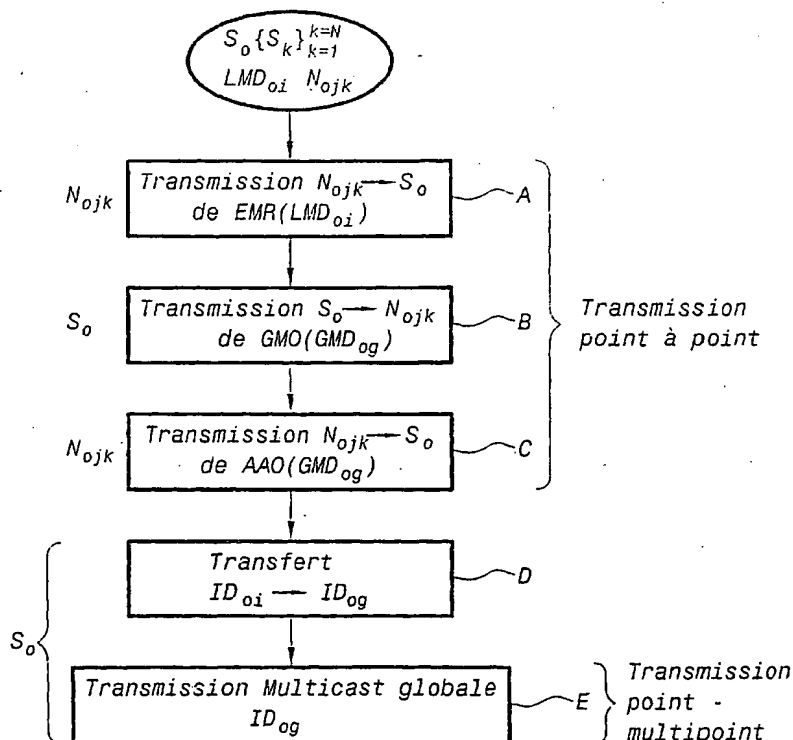 S_o{S_k}_{k=1}^{k=N}
LMD_oi N_ojk
N_ojk
Transmission N_ojk → S_o
de EMR(LMD_oi)
A
S_o
Transmission S_o → N_ojk
de GMO(GMD_og)
B
Transmission
point à point
N_ojk
Transmission N_ojk → S_o
de AAO(GMD_og)
C
Transfert
ID_oi → ID_og
D
S_o
Transmission Multicast globale
ID_og
E
Transmission
point -
multipoint